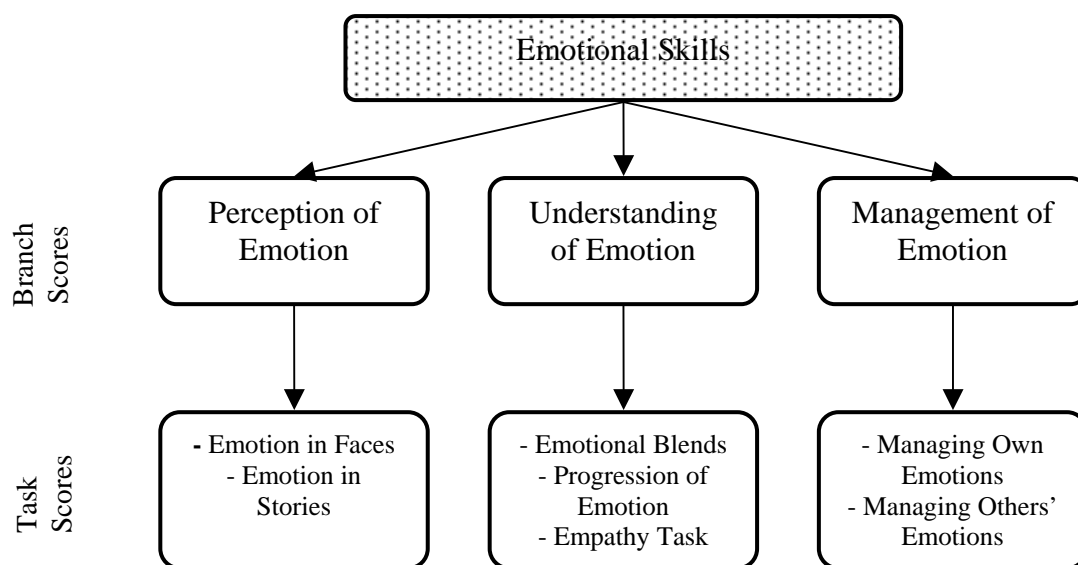 Emotional Skills
Branch
Scores
Perception of
Emotion
Understanding
of Emotion
Management of
Emotion
Task
Scores
- Emotion in Faces
- Emotion in
Stories
- Emotional Blends
- Progression of
Emotion
- Empathy Task
- Managing Own
Emotions
- Managing Others’
Emotions